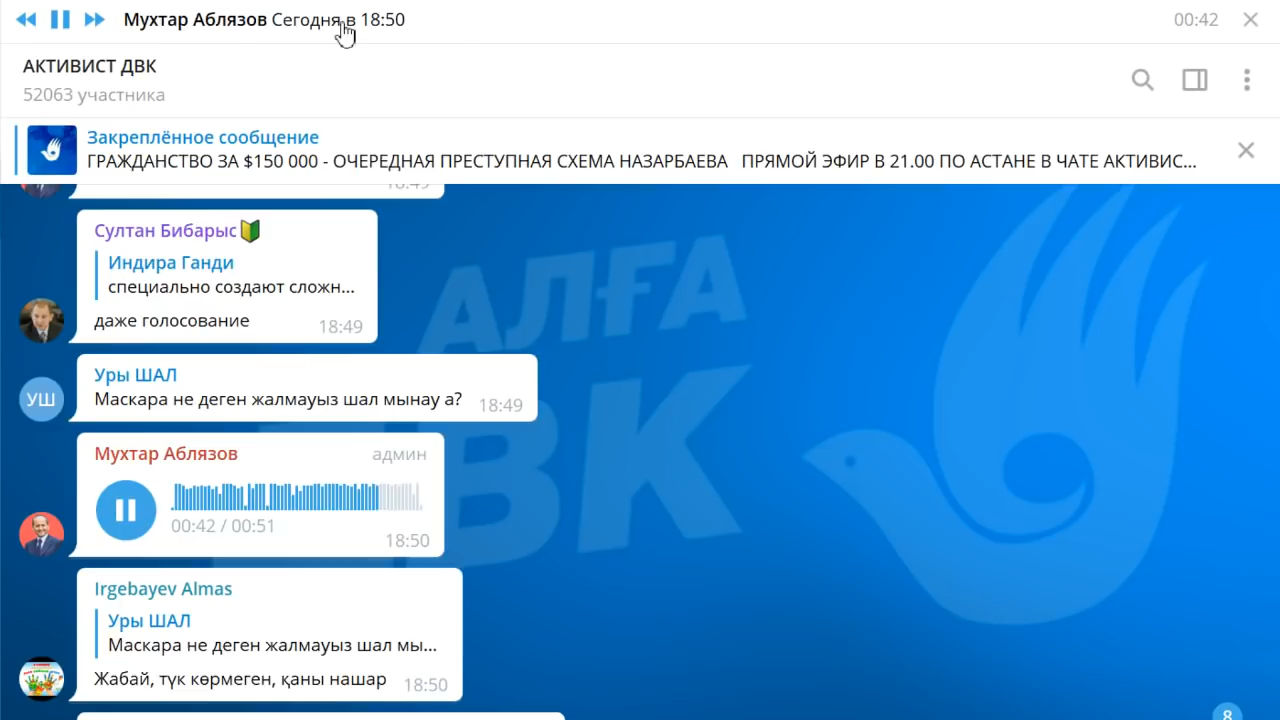 Мухтар Аблязов Сегодня в 18:50
00:42
АКТИВИСТ ДВК
52063 участника
Закреплённое сообщение
ГРАЖДАНСТВО ЗА $150 000 - ОЧЕРЕДНАЯ ПРЕСТУПНАЯ СХЕМА НАЗАРБАЕВА ПРЯМОЙ ЭФИР В 21.00 ПО АСТАНЕ В ЧАТЕ АКТИВИС...
18:49
Султан Бибарыс
Индира Ганди
специально создают сложн...
даже голосование
18:49
УШ
Уры ШАЛ
Маскара не деген жалмауыз шал мынау а?
18:49
Мухтар Аблязов
админ
00:42 / 00:51
18:50
Irgebayev Almas
Уры ШАЛ
Маскара не деген жалмауыз шал мы...
Жабай, түк көрмеген, қаны нашар
18:50
АЛҒА
ДВК
8